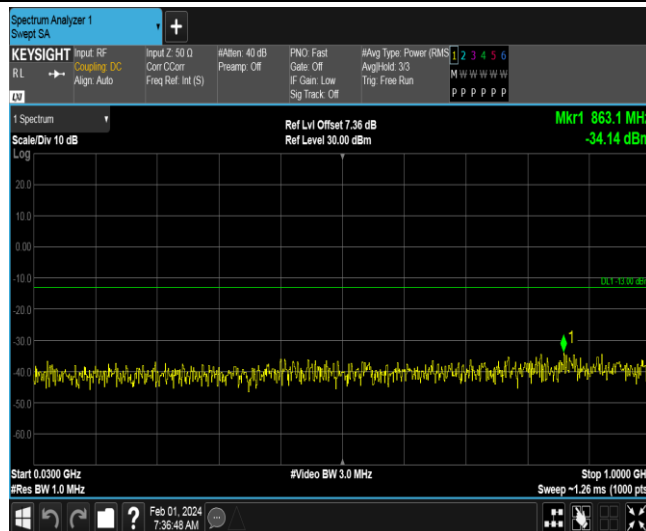 Spectrum Analyzer 1
Swept SA
+
KEYSIGHT Input: RF Input Z: 50 Ω #Atten: 40 dB PNO: Fast #Avg Type: Power (RMS 1 2 3 4 5 6
RL Coupling: DC Corr CCorr Preamp: Off Gate: Off Avg|Hold: 3/3 M W W W W W
Align: Auto Freq Ref: Int (S) IF Gain: Low Trig: Free Run
Sig Track: Off P P P P P P
LXI
1 Spectrum Ref Lvl Offset 7.36 dB Mkr1 863.1 MHz
Scale/Div 10 dB Ref Level 30.00 dBm -34.14 dBm
Log
20.0
10.0
0.00
-10.0
DL1 -13.00 dBm
-20.0
-30.0
1
-40.0
-50.0
-60.0
Start 0.0300 GHz #Video BW 3.0 MHz Stop 1.0000 GH
#Res BW 1.0 MHz Sweep ~1.26 ms (1000 pts
? Feb 01, 2024
7:36:48 AM